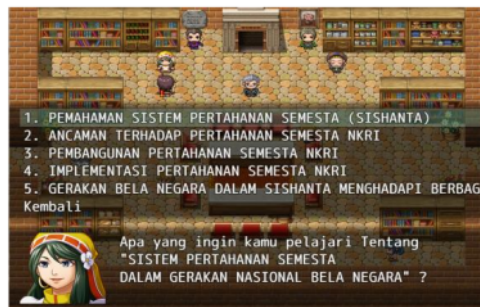 1. PEMAHAMAN SISTEM PERTAHANAN SEMESTA (SISHANTA)
2. ANCAMAN TERHADAP PERTAHANAN SEMESTA NKRI
3. PEMBANGUNAN PERTAHANAN SEMESTA NKRI
4. IMPLEMENTASI PERTAHANAN SEMESTA NKRI
5. GERAKAN BELA NEGARA DALAM SISHANTA MENGHADAPI BERBAG
Kembali
Apa yang ingin kamu pelajari Tentang
"SISTEM PERTAHANAN SEMESTA
DALAM GERAKAN NASIONAL BELA NEGARA" ?